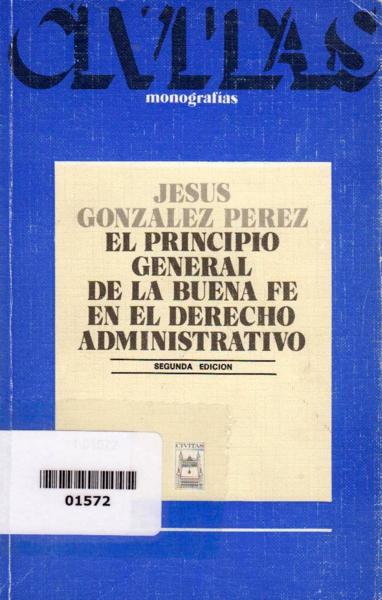 CIVITAS
monografías
JESUS
GONZALEZ PEREZ
EL PRINCIPIO
GENERAL
DE LA BUENA FE
EN EL DERECHO
ADMINISTRATIVO
SEGUNDA EDICION
CIVITAS
01572